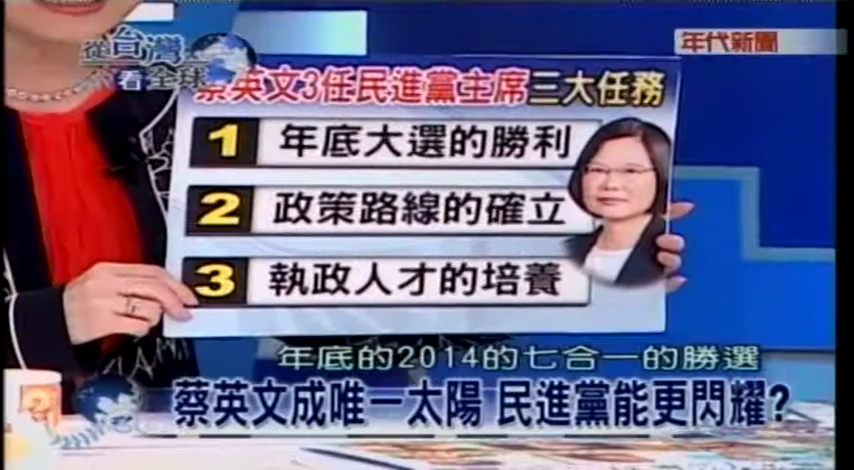 從台灣看全球
年代新聞
蔡英文3任民進黨主席三大任務
1 年底大選的勝利
2 政策路線的確立
3 執政人才的培養
年底的2014的七合一的勝選
蔡英文成唯一太陽 民進黨能更閃耀?